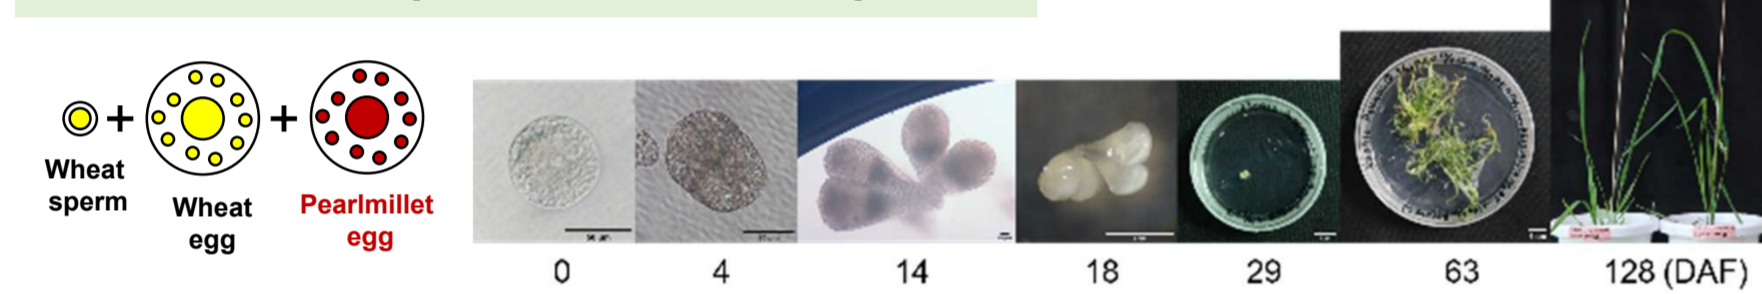 +
+
Wheat
sperm
Wheat
egg
Pearlmillet
egg
0
4
14
18
29
63
128 (DAF)